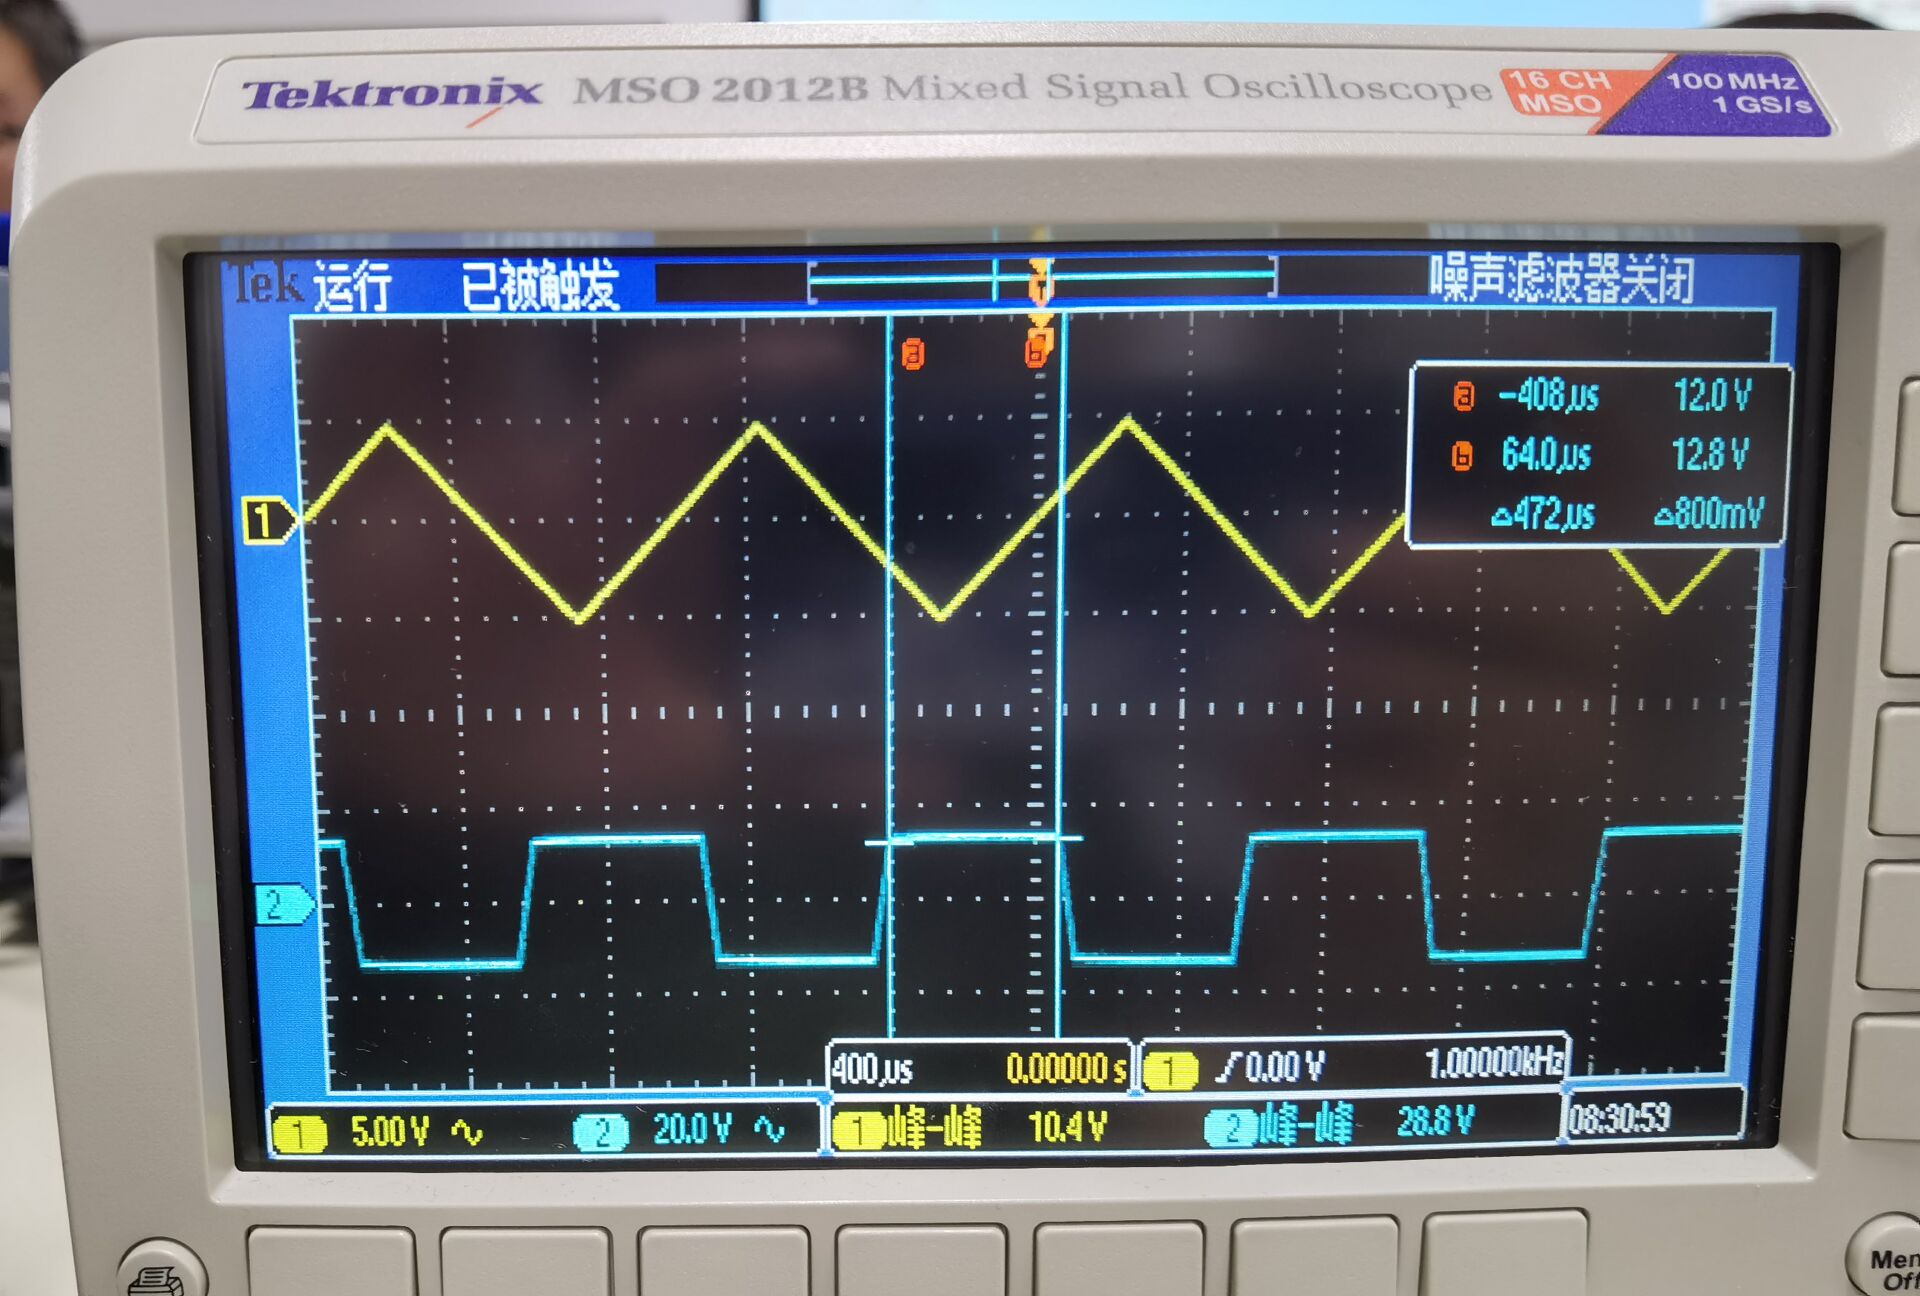 Tektronix MSO 2012B Mixed Signal Oscilloscope
16 CH
MSO
100 MHz
1 GS/s
Tek 运行 已被触发 噪声滤波器关闭
a b
a -408µs 12.0 V
b 64.0µs 12.8 V
△472µs △800mV
1
2
400µs 0.00000 s 1 0.00 V 1.00000kHz
1 5.00 V 2 20.0 V 1 峰-峰 10.4 V 2 峰-峰 28.8 V 08:30:59
Off